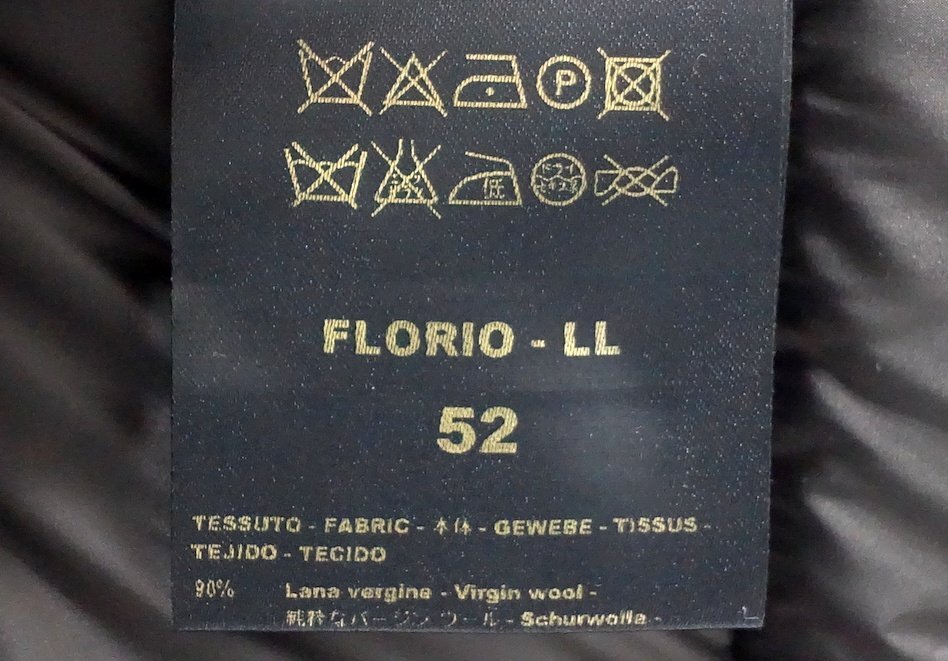 P
低
FLORIO - LL
52
TESSUTO - FABRIC - 本体 - GEWEBE - TISSUS -
TEJIDO - TECIDO
90% Lana vergine - Virgin wool -
純粋なバージン ウール - Schurwolle -